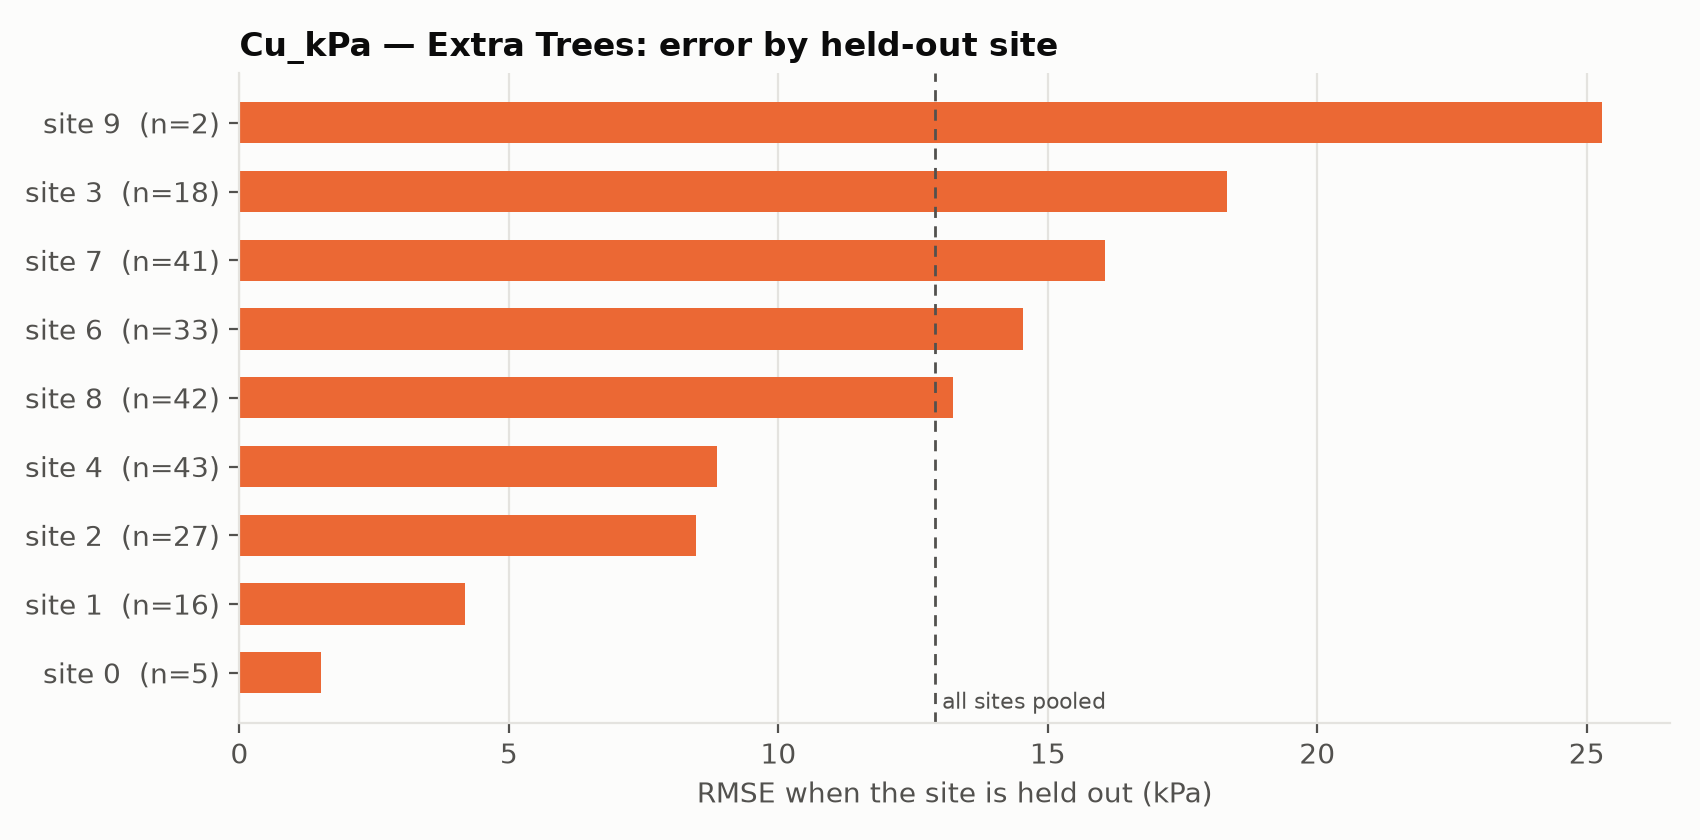 Cu_kPa — Extra Trees: error by held-out site
site 9  (n=2)
site 3  (n=18)
site 7  (n=41)
site 6  (n=33)
site 8  (n=42)
site 4  (n=43)
site 2  (n=27)
site 1  (n=16)
site 0  (n=5)
all sites pooled
0 5 10 15 20 25
RMSE when the site is held out (kPa)